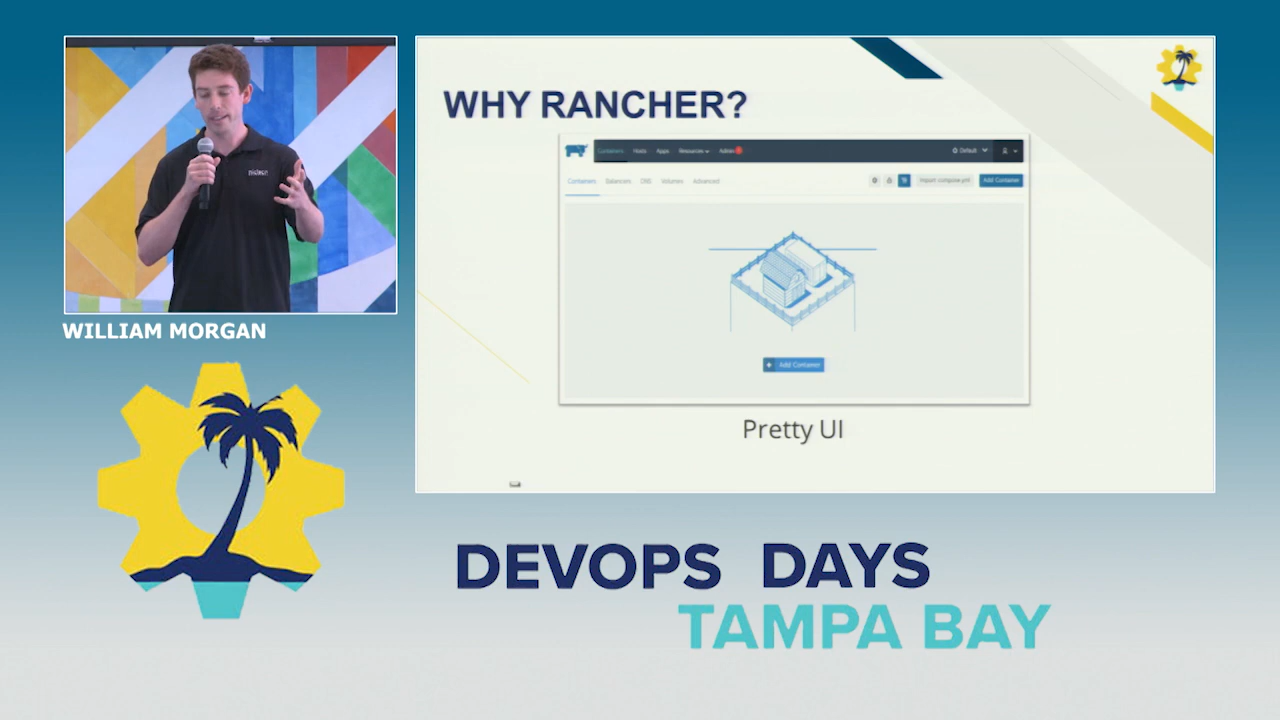 WILLIAM MORGAN
WHY RANCHER?
Containers Hosts Apps Resources Admin Default
Containers Balancers DNS Volumes Advanced Import compose.yml Add Container
+ Add Container
Pretty UI
DEVOPS DAYS
TAMPA BAY